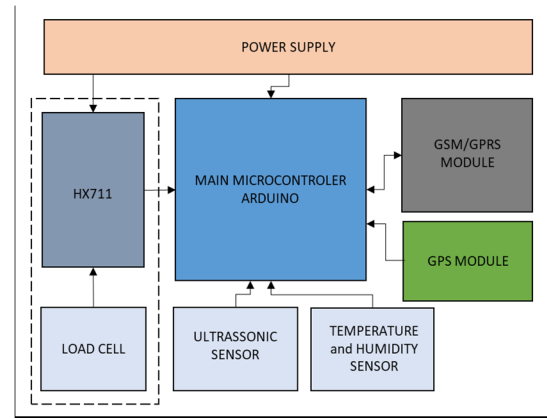 POWER SUPPLY
HX711
MAIN MICROCONTROLER
ARDUINO
GSM/GPRS
MODULE
GPS MODULE
LOAD CELL
ULTRASSONIC
SENSOR
TEMPERATURE
and HUMIDITY
SENSOR